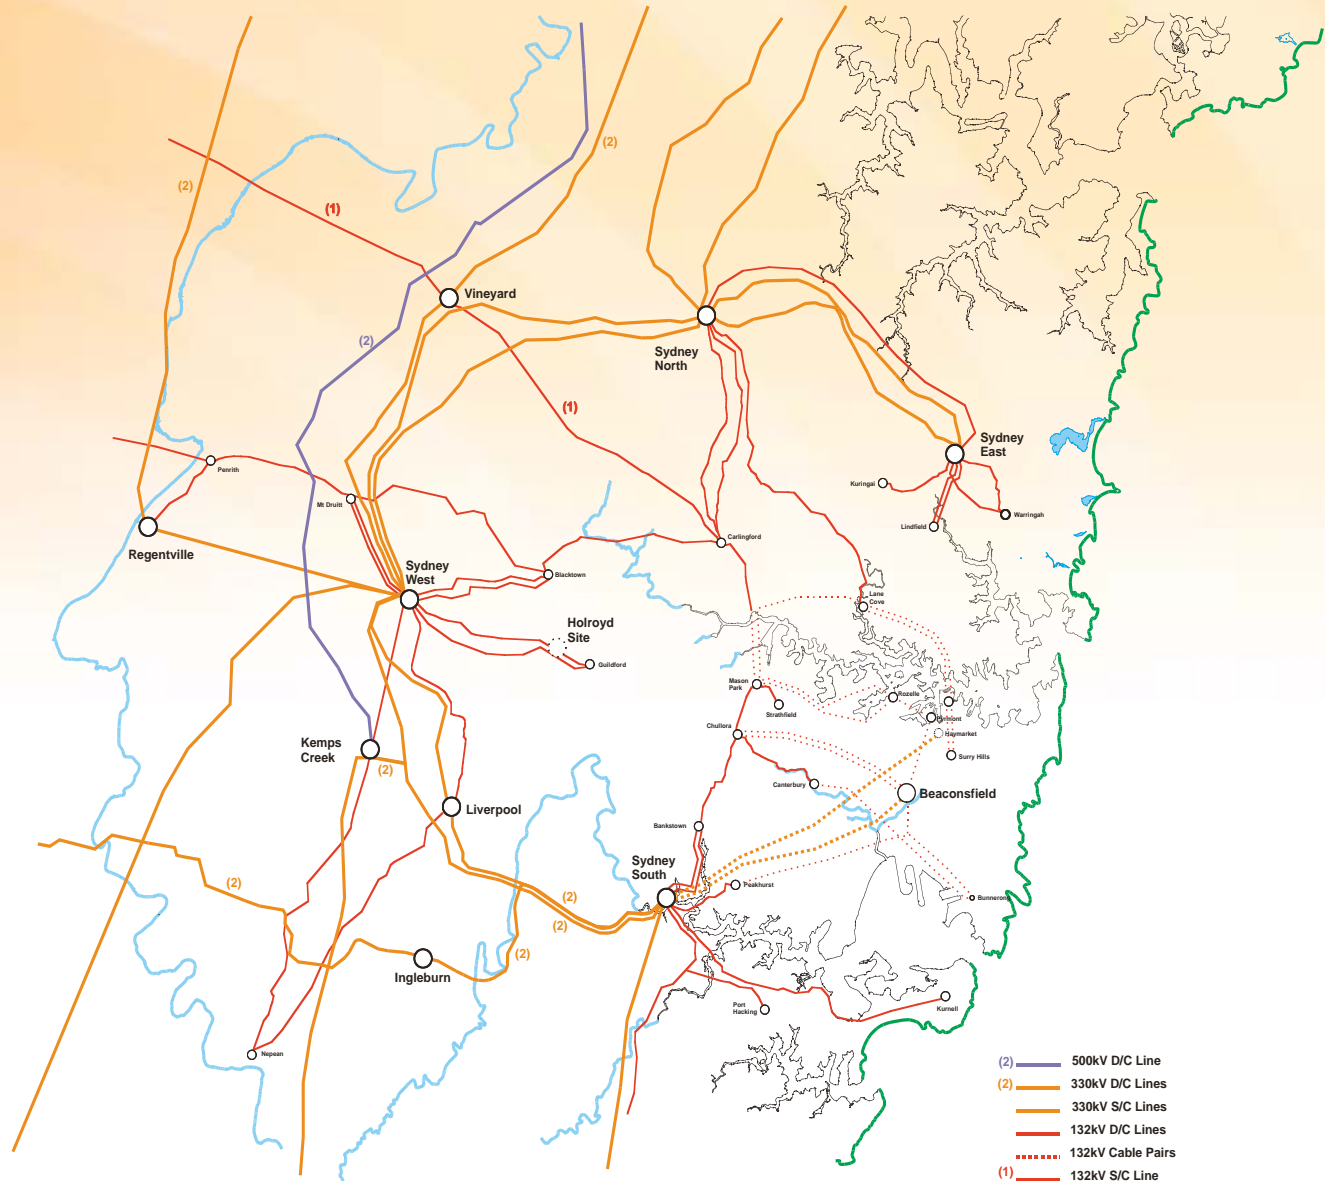 (2)
(2)
(1)
Vineyard
(2)
Sydney
North
(1)
Sydney
East
Penrith
Kuringai
Mt Druitt
Warringah
Lindfield
Regentville
Carlingford
Sydney
West
Blacktown
Lane
Cove
Holroyd
Site
Guildford
Mason
Park
Rozelle
Strathfield
Pyrmont
Chullora
Haymarket
Kemps
Creek
(2)
Surry Hills
Canterbury
Beaconsfield
Liverpool
Bankstown
Sydney
South
(2)
Peakhurst
(2)
(2)
Bunnerong
(2)
Ingleburn
Port
Hacking
Kurnell
Nepean
(2) 500kV D/C Line
(2) 330kV D/C Lines
330kV S/C Lines
132kV D/C Lines
132kV Cable Pairs
(1) 132kV S/C Line